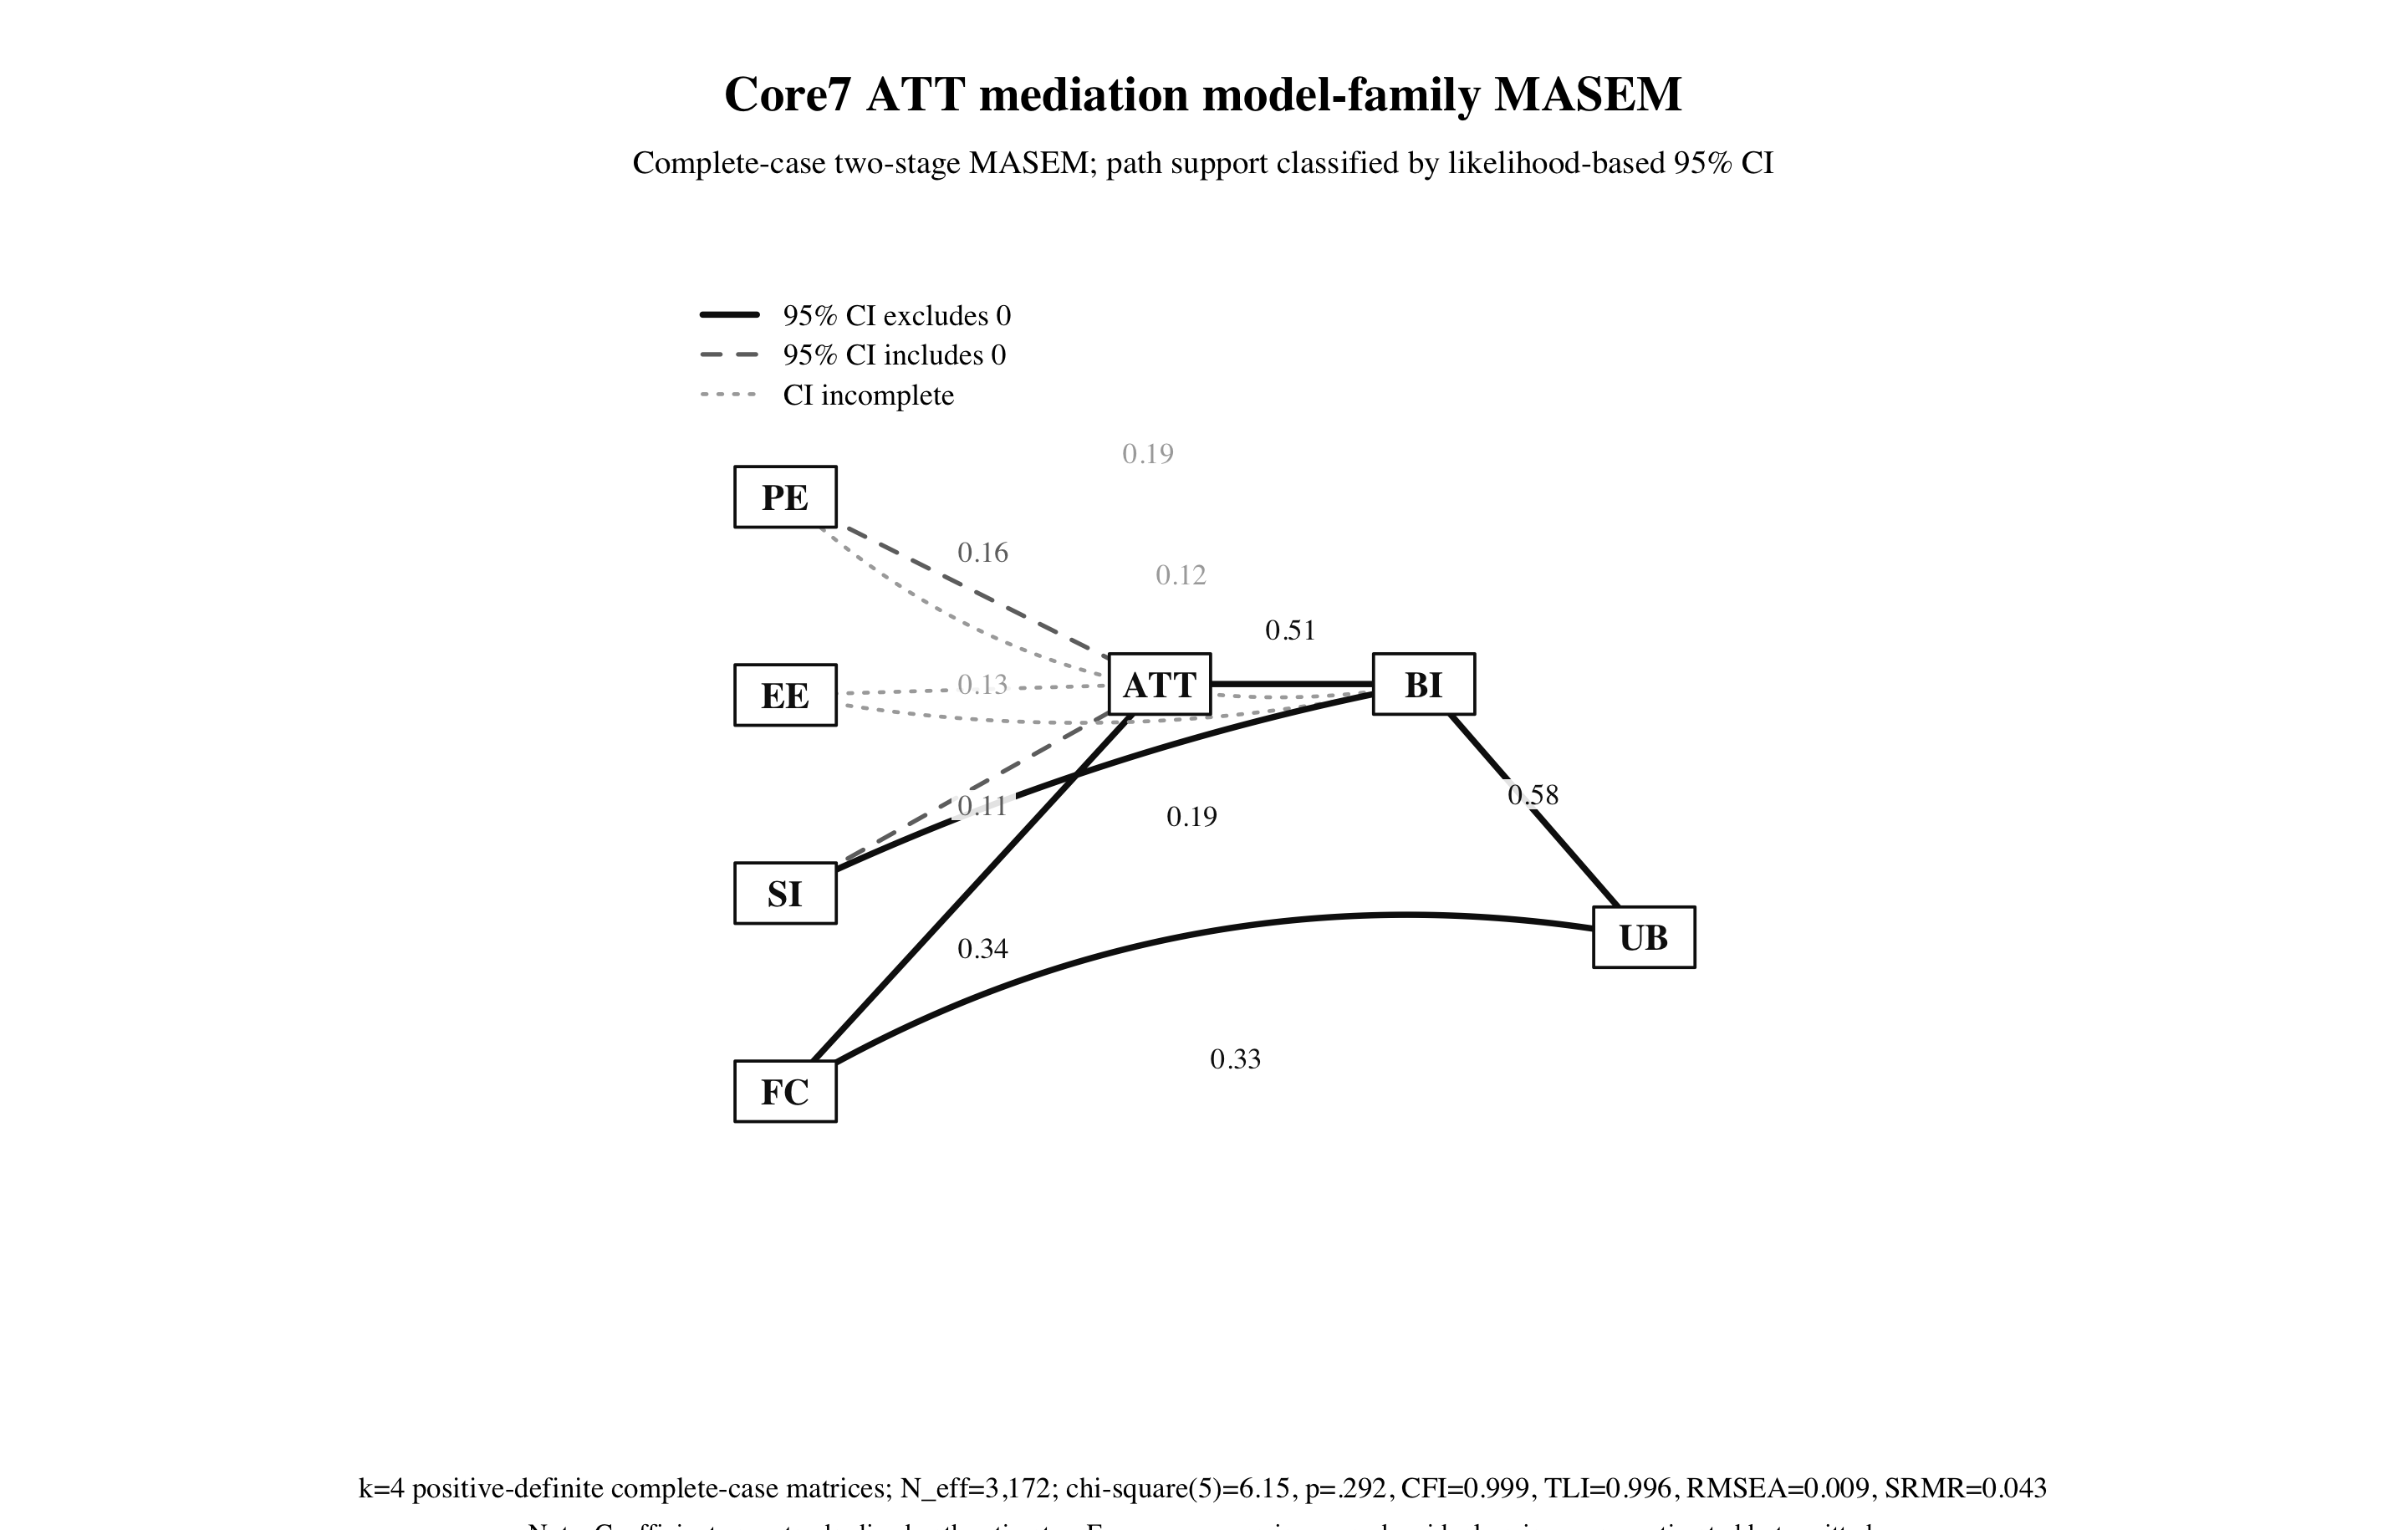 Core7 ATT mediation model-family MASEM
Complete-case two-stage MASEM; path support classified by likelihood-based 95% CI
95% CI excludes 0
95% CI includes 0
CI incomplete
0.19
PE
0.16
0.12
0.51
EE
0.13
ATT
BI
0.11
0.19
0.58
SI
0.34
UB
0.33
FC
k=4 positive-definite complete-case matrices; N_eff=3,172; chi-square(5)=6.15, p=.292, CFI=0.999, TLI=0.996, RMSEA=0.009, SRMR=0.043